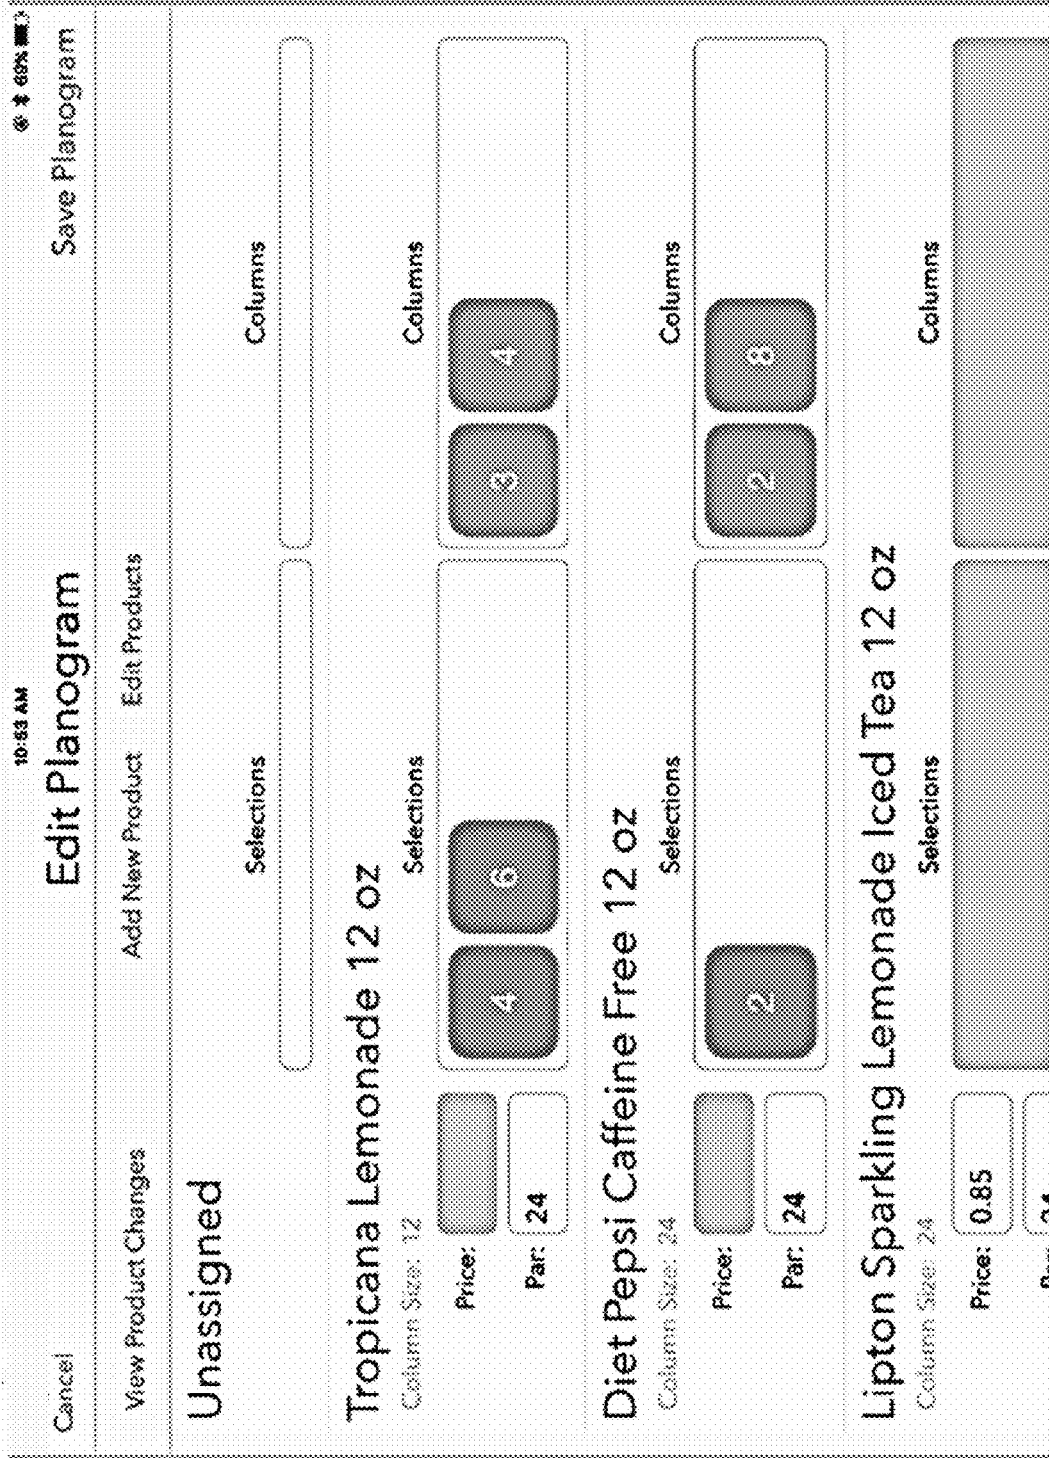 10:53 AM
69%
Cancel
Edit Planogram
Save Planogram
View Product Changes
Add New Product
Edit Products
Unassigned
Selections
Columns
Tropicana Lemonade 12 oz
Column Size: 12
Selections
Columns
Price:
4 6
3 4
Par: 24
Diet Pepsi Caffeine Free 12 oz
Column Size: 24
Selections
Columns
Price:
2
2 8
Par: 24
Lipton Sparkling Lemonade Iced Tea 12 oz
Column Size: 24
Selections
Columns
Price: 0.85